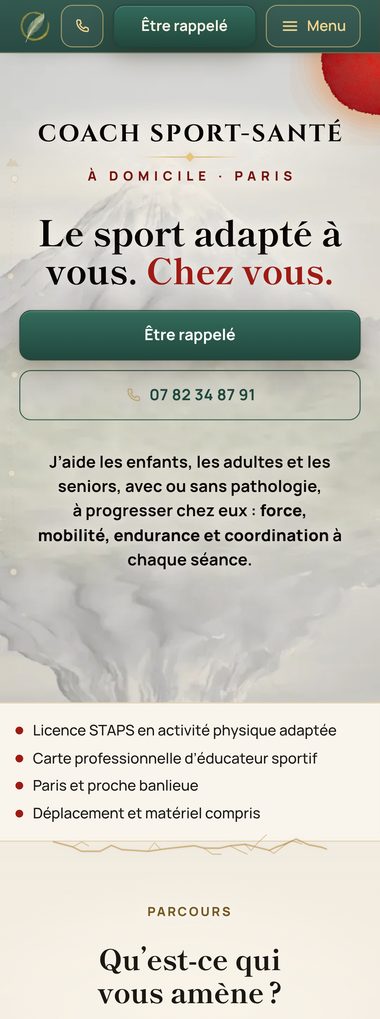 Être rappelé
Menu
COACH SPORT-SANTÉ
À DOMICILE · PARIS
Le sport adapté à
vous. Chez vous.
Être rappelé
07 82 34 87 91
J’aide les enfants, les adultes et les
seniors, avec ou sans pathologie,
à progresser chez eux : force,
mobilité, endurance et coordination à
chaque séance.
Licence STAPS en activité physique adaptée
Carte professionnelle d’éducateur sportif
Paris et proche banlieue
Déplacement et matériel compris
PARCOURS
Qu’est-ce qui
vous amène ?